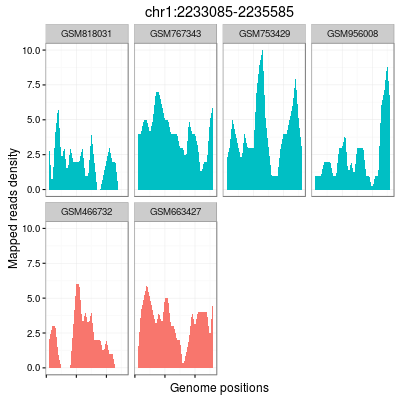 chr1:2233085-2235585
GSM818031 GSM767343 GSM753429 GSM956008
10.0
7.5
5.0
2.5
0.0
GSM466732 GSM663427
10.0
7.5
5.0
2.5
0.0
Mapped reads density
Genome positions